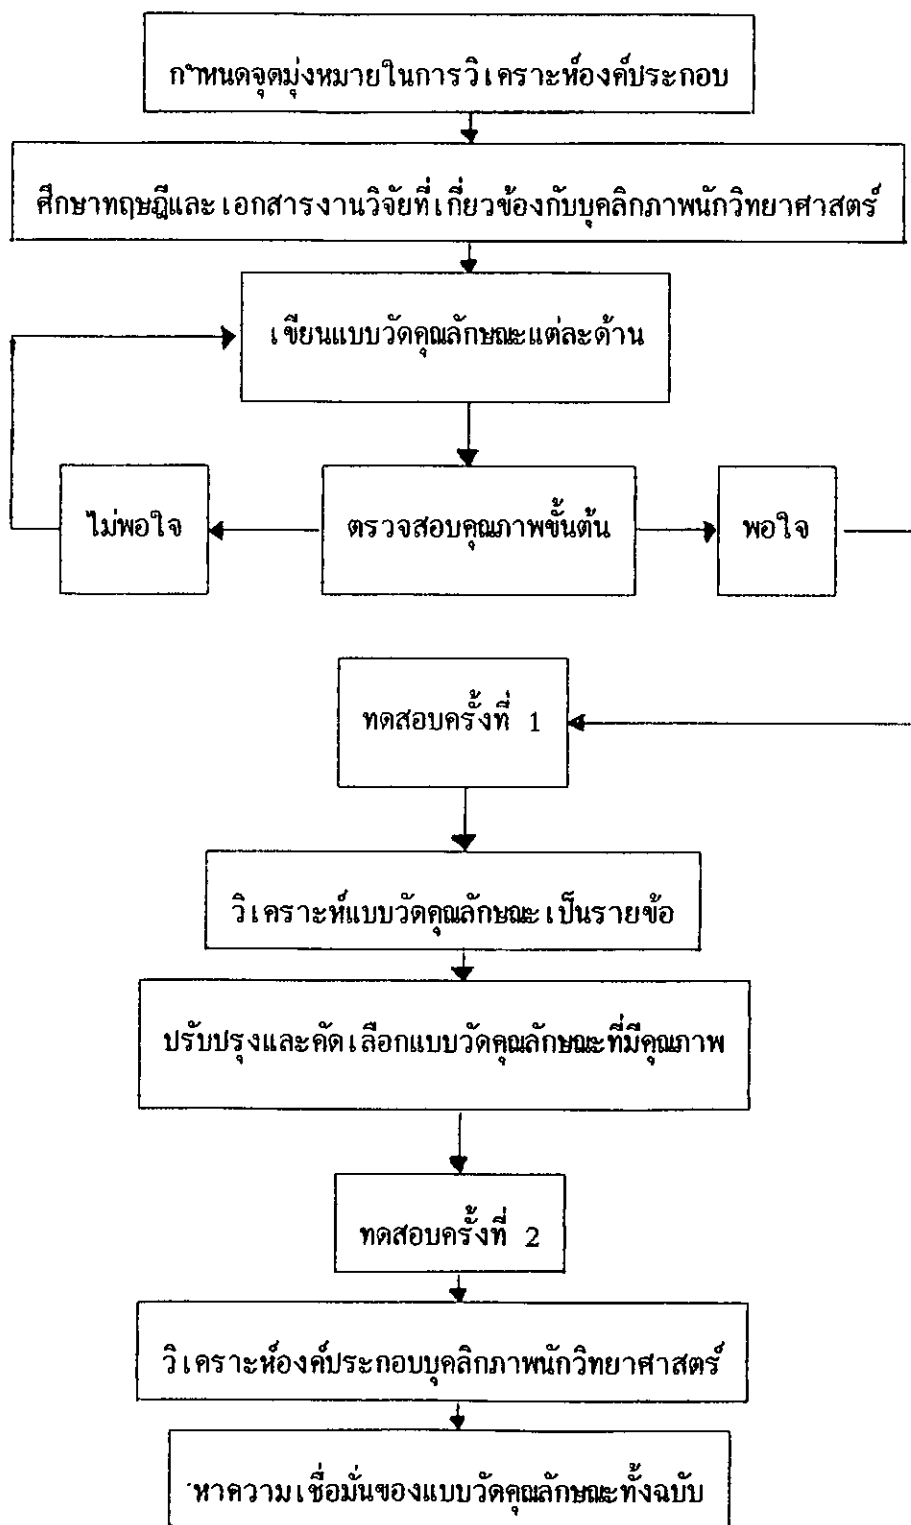 กำหนดจุดมุ่งหมายในการวิเคราะห์องค์ประกอบ
ศึกษาทฤษฎีและเอกสารงานวิจัยที่เกี่ยวข้องกับบุคลิกภาพนักวิทยาศาสตร์
เขียนแบบวัดคุณลักษณะแต่ละด้าน
ไม่พอใจ
ตรวจสอบคุณภาพขั้นต้น
พอใจ
ทดสอบครั้งที่ 1
วิเคราะห์แบบวัดคุณลักษณะเป็นรายข้อ
ปรับปรุงและคัดเลือกแบบวัดคุณลักษณะที่มีคุณภาพ
ทดสอบครั้งที่ 2
วิเคราะห์องค์ประกอบบุคลิกภาพนักวิทยาศาสตร์
หาความเชื่อมั่นของแบบวัดคุณลักษณะทั้งฉบับ